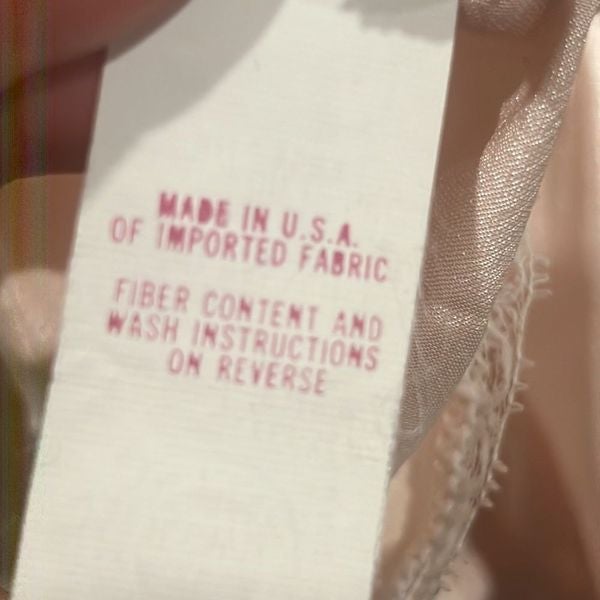 MADE IN U.S.A.
OF IMPORTED FABRIC
FIBER CONTENT AND
WASH INSTRUCTIONS
ON REVERSE